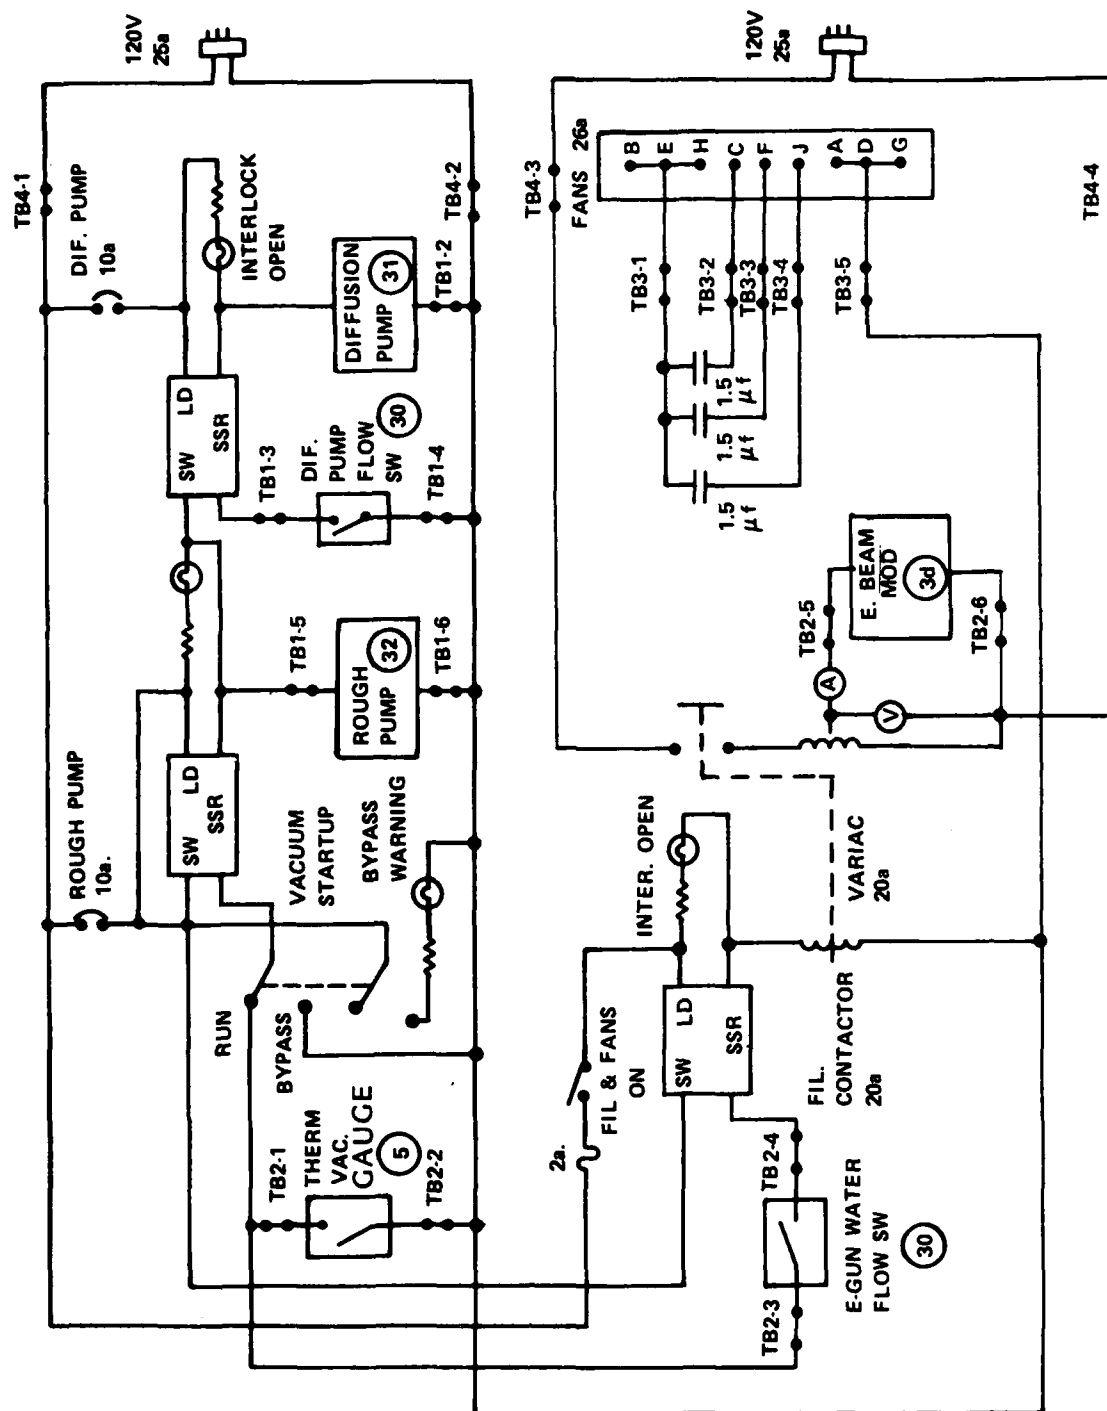 120V
25a
TB4-1
DIF. PUMP
10a
INTERLOCK
OPEN
TB4-2
DIFFUSION
PUMP
31
TB1-2
LD
SW
SSR
TB1-3
DIF.
PUMP
FLOW
SW
30
TB1-4
TB1-5
ROUGH
PUMP
32
TB1-6
ROUGH PUMP
10a.
LD
SW
SSR
VACUUM
STARTUP
BYPASS
WARNING
RUN
BYPASS
TB2-1
THERM
VAC.
GAUGE
5
TB2-2
120V
25a
TB4-3
FANS 26a
B
E
H
C
F
J
A
D
G
TB4-4
TB3-1
TB3-2
TB3-3
TB3-4
TB3-5
1.5
µf
1.5
µf
1.5
µf
E. BEAM
MOD
3d
TB2-5
TB2-6
A
V
INTER. OPEN
VARIAC
20a
LD
SW
SSR
FIL & FANS
ON
2a.
FIL.
CONTACTOR
20a
TB2-4
E-GUN WATER
FLOW SW
30
TB2-3